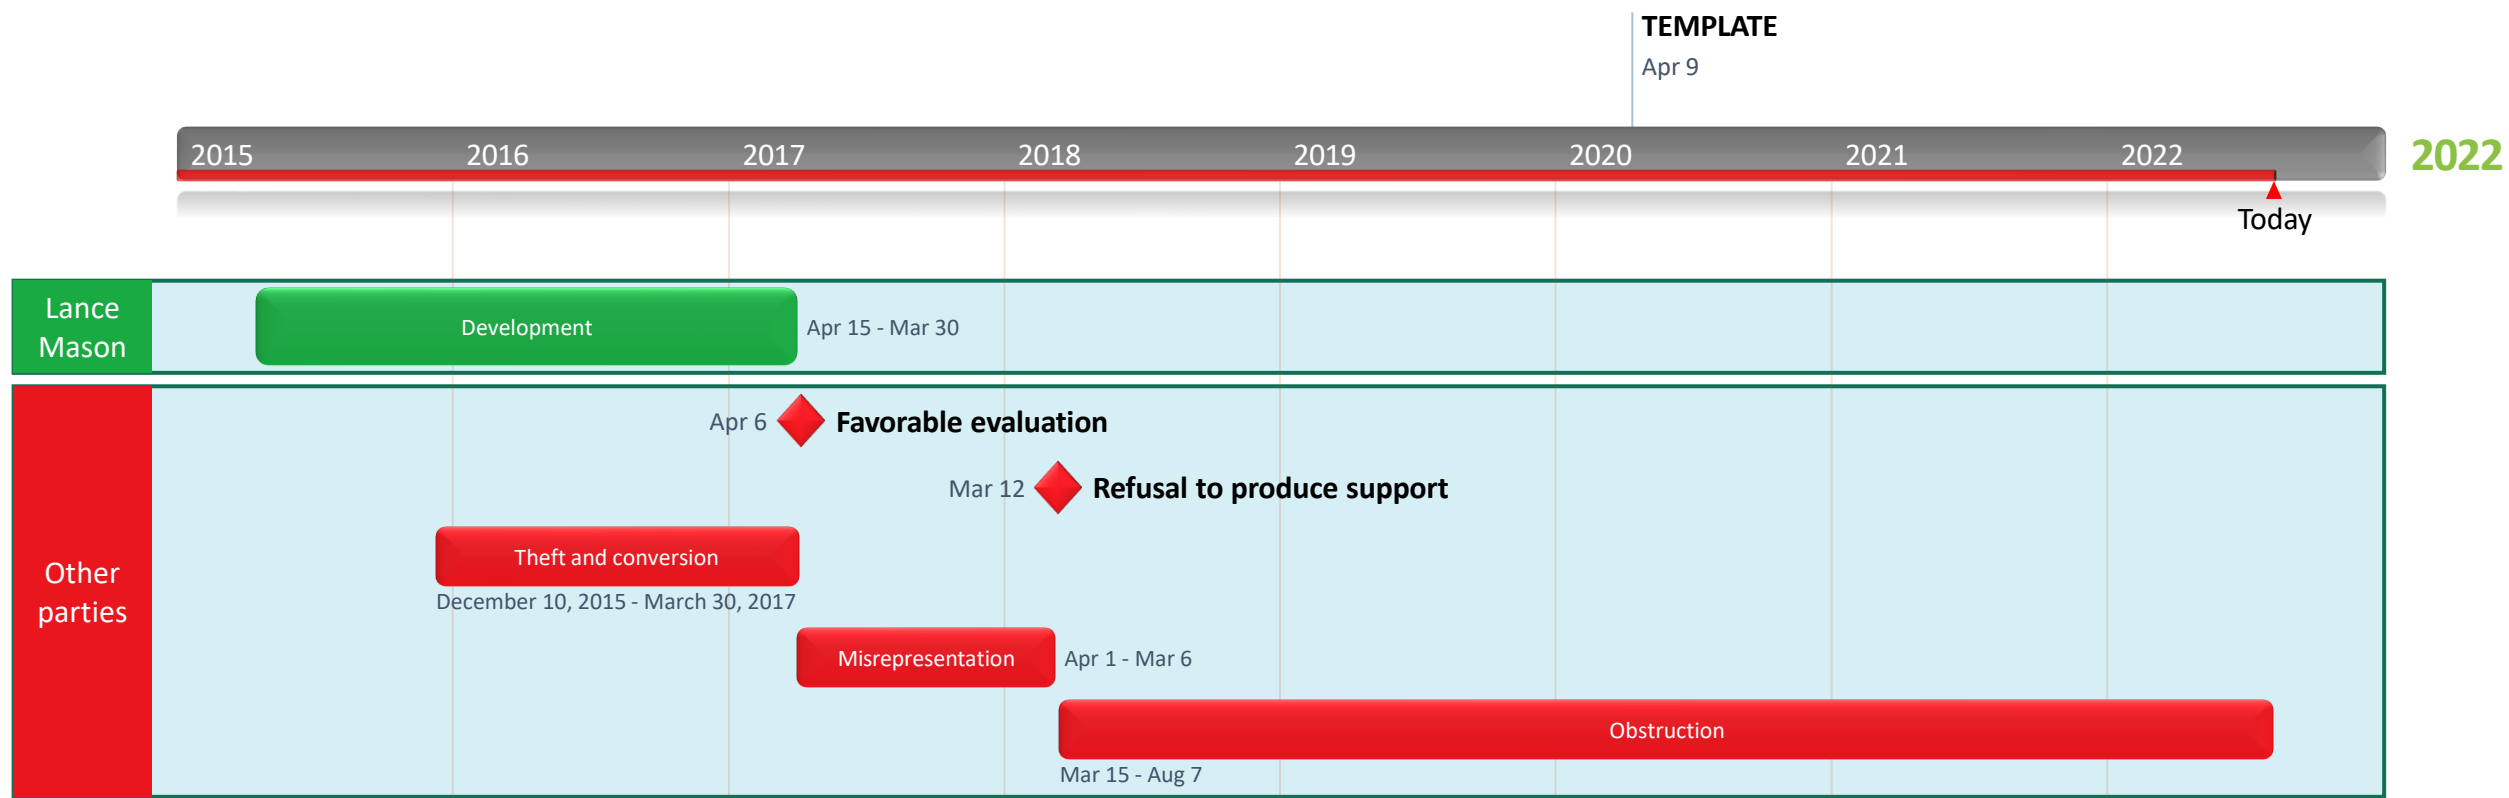 TEMPLATE
Apr 9
2015 2016 2017 2018 2019 2020 2021 2022 2022
Today
Lance
Mason
Development Apr 15 - Mar 30
Other
parties
Apr 6 Favorable evaluation
Mar 12 Refusal to produce support
Theft and conversion
December 10, 2015 - March 30, 2017
Misrepresentation Apr 1 - Mar 6
Obstruction
Mar 15 - Aug 7